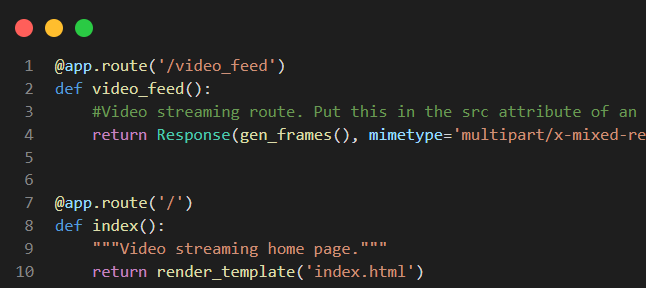 1 @app.route('/video_feed')
2 def video_feed():
3     #Video streaming route. Put this in the src attribute of an
4     return Response(gen_frames(), mimetype='multipart/x-mixed-re
5
6
7 @app.route('/')
8 def index():
9     """Video streaming home page."""
10     return render_template('index.html')